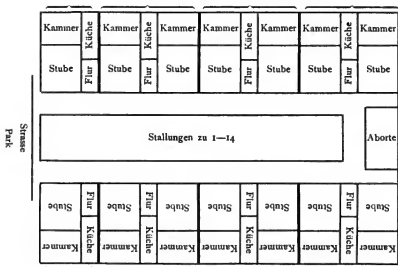 Kammer Küche Kammer Küche Kammer Kammer Küche Kammer Kammer Küche Kammer
Stube Flur Stube Flur Stube Stube Flur Stube Stube Flur Stube
Strasse
Park
Stallungen zu 1—14
Aborte
Stube Flur Stube Flur Stube Stube Flur Stube Stube Flur Stube
Kammer Küche Kammer Küche Kammer Kammer Küche Kammer Kammer Küche Kammer